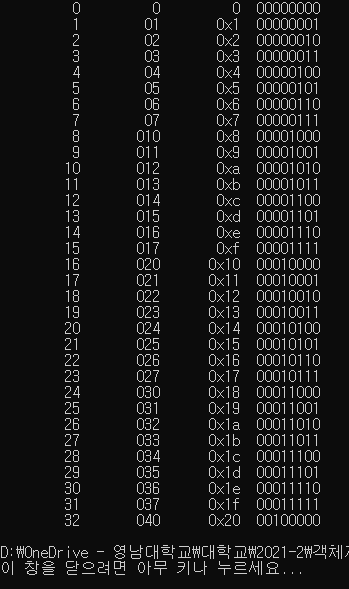 0 0 0 00000000
1 01 0x1 00000001
2 02 0x2 00000010
3 03 0x3 00000011
4 04 0x4 00000100
5 05 0x5 00000101
6 06 0x6 00000110
7 07 0x7 00000111
8 010 0x8 00001000
9 011 0x9 00001001
10 012 0xa 00001010
11 013 0xb 00001011
12 014 0xc 00001100
13 015 0xd 00001101
14 016 0xe 00001110
15 017 0xf 00001111
16 020 0x10 00010000
17 021 0x11 00010001
18 022 0x12 00010010
19 023 0x13 00010011
20 024 0x14 00010100
21 025 0x15 00010101
22 026 0x16 00010110
23 027 0x17 00010111
24 030 0x18 00011000
25 031 0x19 00011001
26 032 0x1a 00011010
27 033 0x1b 00011011
28 034 0x1c 00011100
29 035 0x1d 00011101
30 036 0x1e 00011110
31 037 0x1f 00011111
32 040 0x20 00100000
D:₩OneDrive - 영남대학교₩대학교₩2021-2₩객체
이 창을 닫으려면 아무 키나 누르세요...